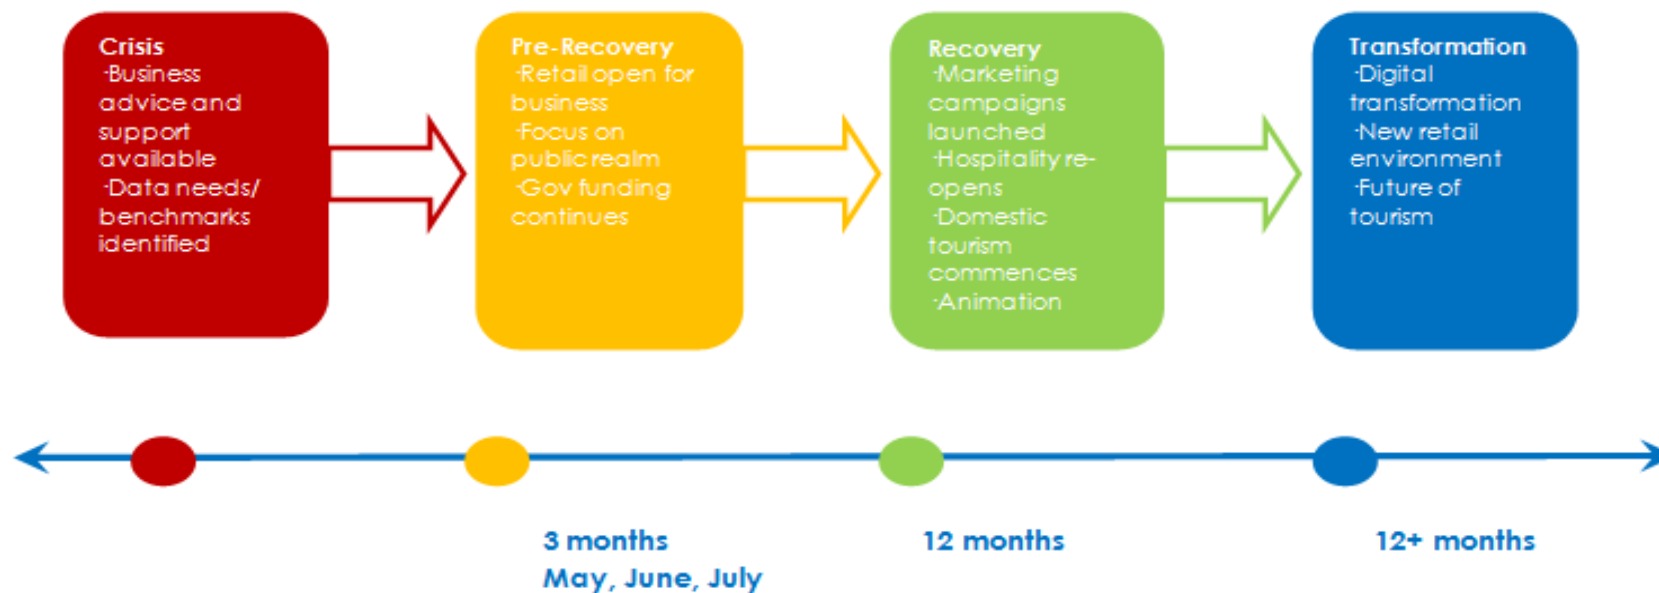 Crisis
·Business
advice and
support
available
·Data needs/
benchmarks
identified
Pre-Recovery
·Retail open for
business
·Focus on
public realm
·Gov funding
continues
Recovery
·Marketing
campaigns
launched
·Hospitality re-
opens
·Domestic
tourism
commences
·Animation
Transformation
·Digital
transformation
·New retail
environment
·Future of
tourism
3 months
May, June, July
12 months
12+ months